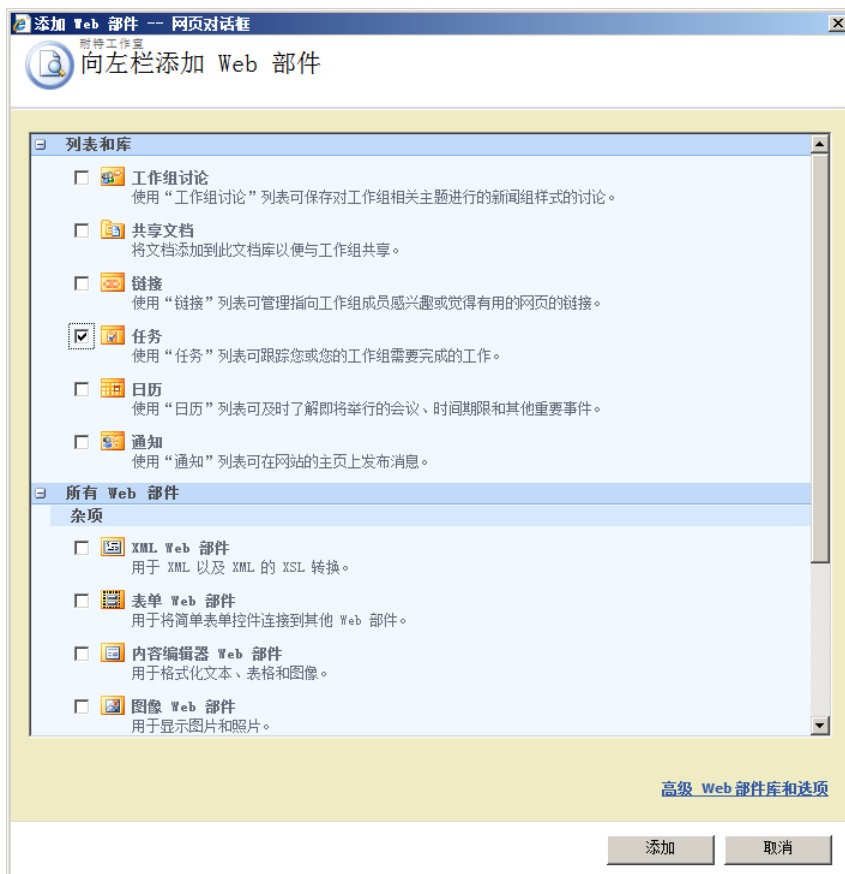 添加 Web 部件 -- 网页对话框
耐特工作室
向左栏添加 Web 部件
列表和库
工作组讨论
使用“工作组讨论”列表可保存对工作组相关主题进行的新闻组样式的讨论。
共享文档
将文档添加到此文档库以便与工作组共享。
链接
使用“链接”列表可管理指向工作组成员感兴趣或觉得有用的网页的链接。
任务
使用“任务”列表可跟踪您或您的工作组需要完成的工作。
日历
使用“日历”列表可及时了解即将举行的会议、时间期限和其他重要事件。
通知
使用“通知”列表可在网站的主页上发布消息。
所有 Web 部件
杂项
XML Web 部件
用于 XML 以及 XML 的 XSL 转换。
表单 Web 部件
用于将简单表单控件连接到其他 Web 部件。
内容编辑器 Web 部件
用于格式化文本、表格和图像。
图像 Web 部件
用于显示图片和照片。
高级 Web 部件库和选项
添加 取消